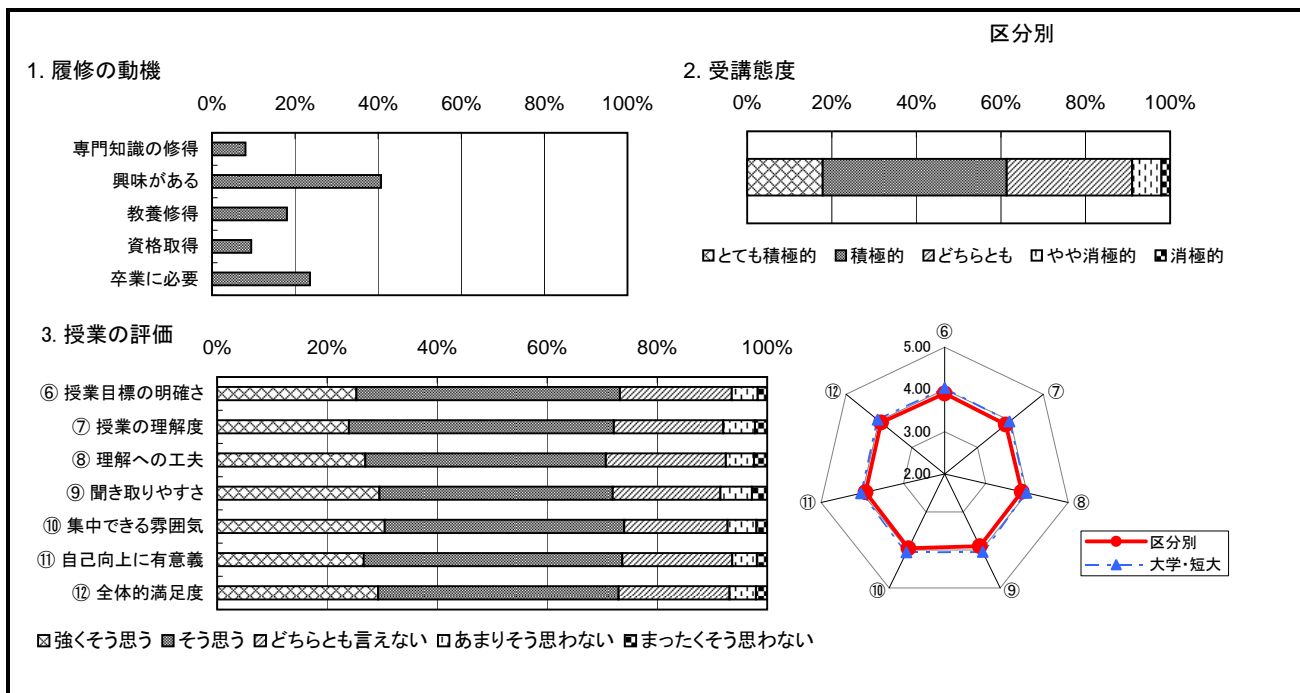 区分別
1. 履修の動機
0% 20% 40% 60% 80% 100%
専門知識の修得
興味がある
教養修得
資格取得
卒業に必要
2. 受講態度
0% 20% 40% 60% 80% 100%
とても積極的 積極的 どちらとも やや消極的 消極的
3. 授業の評価
0% 20% 40% 60% 80% 100%
⑥ 授業目標の明確さ
⑦ 授業の理解度
⑧ 理解への工夫
⑨ 聞き取りやすさ
⑩ 集中できる雰囲気
⑪ 自己向上に有意義
⑫ 全体的満足度
強くそう思う そう思う どちらとも言えない あまりそう思わない まったくそう思わない
⑥
5.00
⑫ 4.00 ⑦
3.00
2.00
⑪ ⑧
⑩ ⑨
区分別
大学・短大